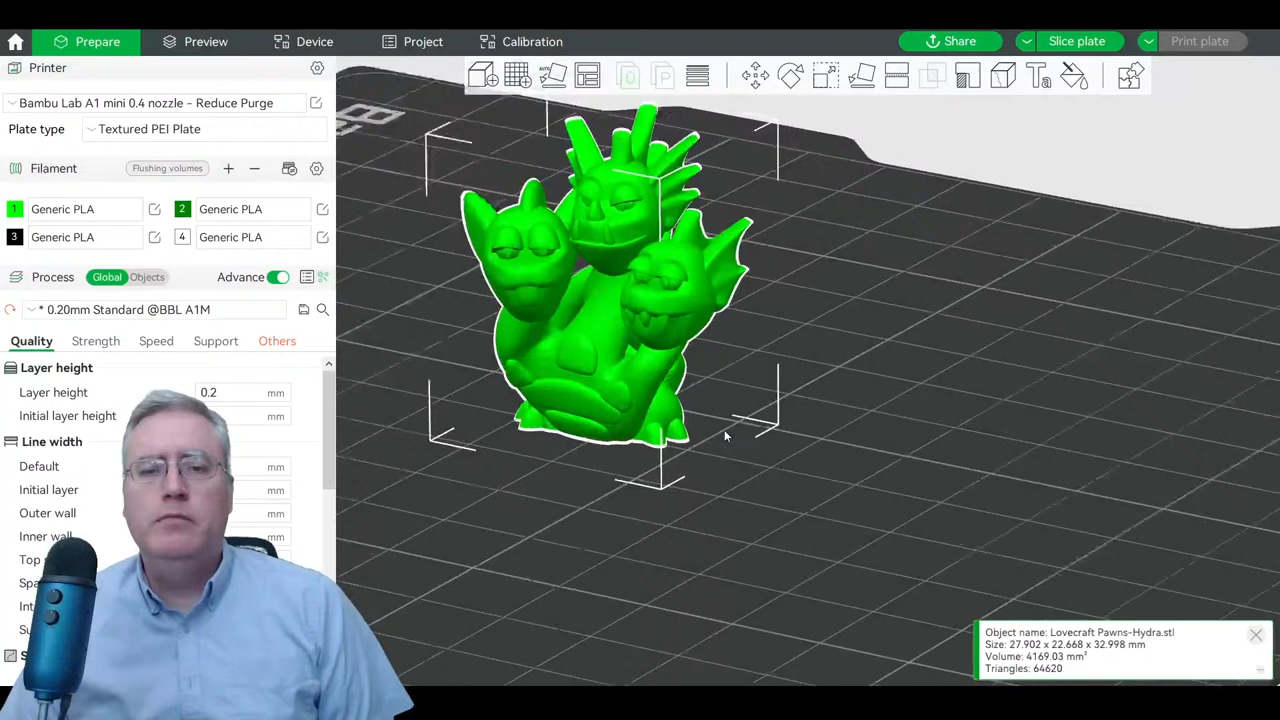 Prepare
Preview
Device
Project
Calibration
Share
Slice plate
Print plate
Printer
Bambu Lab A1 mini 0.4 nozzle - Reduce Purge
Plate type
Textured PEI Plate
Filament
Flushing volumes
1 Generic PLA
2 Generic PLA
3 Generic PLA
4 Generic PLA
Process
Global
Objects
Advance
* 0.20mm Standard @BBL A1M
Quality
Strength
Speed
Support
Others
Layer height
Layer height 0.2 mm
Initial layer height mm
Line width
Default mm
Initial layer mm
Outer wall mm
Inner wall mm
Top
Object name: Lovecraft Pawns-Hydra.stl
Size: 27.902 x 22.668 x 32.998 mm
Volume: 4169.03 mm³
Triangles: 64620